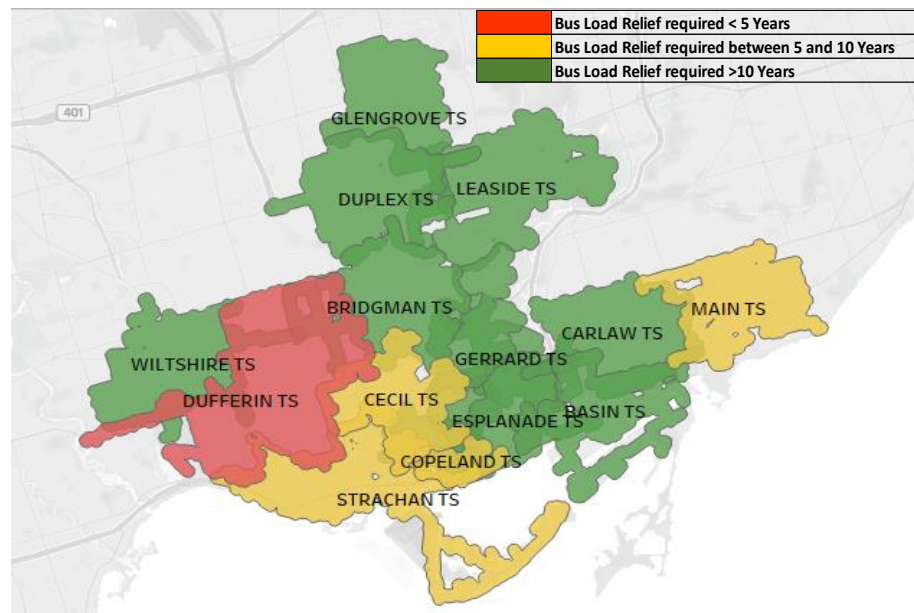 Bus Load Relief required < 5 Years
Bus Load Relief required between 5 and 10 Years
Bus Load Relief required >10 Years
401
GLENGROVE TS
DUPLEX TS
LEASIDE TS
BRIDGMAN TS
MAIN TS
CARLAW TS
WILTSHIRE TS
GERRARD TS
DUFFERIN TS
CECIL TS
ESPLANADE TS
BASIN TS
COPELAND TS
STRACHAN TS